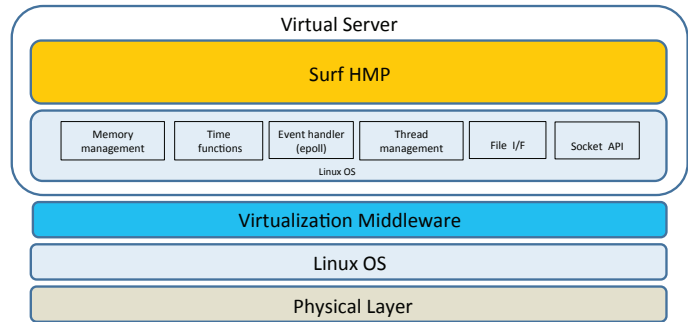 Virtual Server
Surf HMP
Memory
management
Time
functions
Event handler
(epoll)
Thread
management
File I/F
Socket API
Linux OS
Virtualization Middleware
Linux OS
Physical Layer